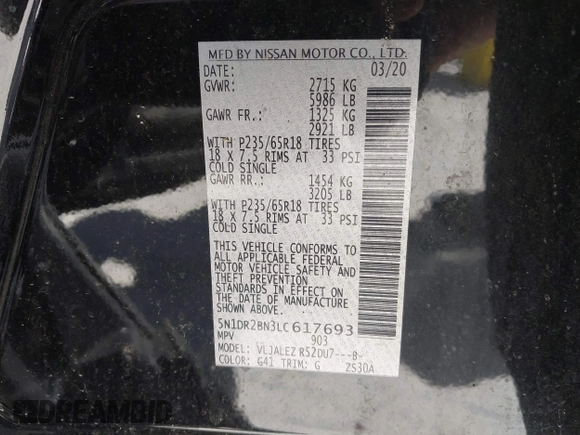 MFD BY NISSAN MOTOR CO., LTD.
DATE: 03/20
GVWR: 2715 KG
5986 LB
GAWR FR.: 1325 KG
2921 LB
WITH P235/65R18 TIRES
18 X 7.5 RIMS AT 33 PSI
COLD SINGLE
GAWR RR.: 1454 KG
3205 LB
WITH P235/65R18 TIRES
18 X 7.5 RIMS AT 33 PSI
COLD SINGLE
THIS VEHICLE CONFORMS TO
ALL APPLICABLE FEDERAL
MOTOR VEHICLE SAFETY AND
THEFT PREVENTION
STANDARDS IN EFFECT ON
THE DATE OF MANUFACTURE
SHOWN ABOVE.
5N1DR2BN3LC617693
MPV 903
MODEL: VLJALEZ RS2DU7---B-
COLOR: G41 TRIM: G ZS30A
DREAMBID